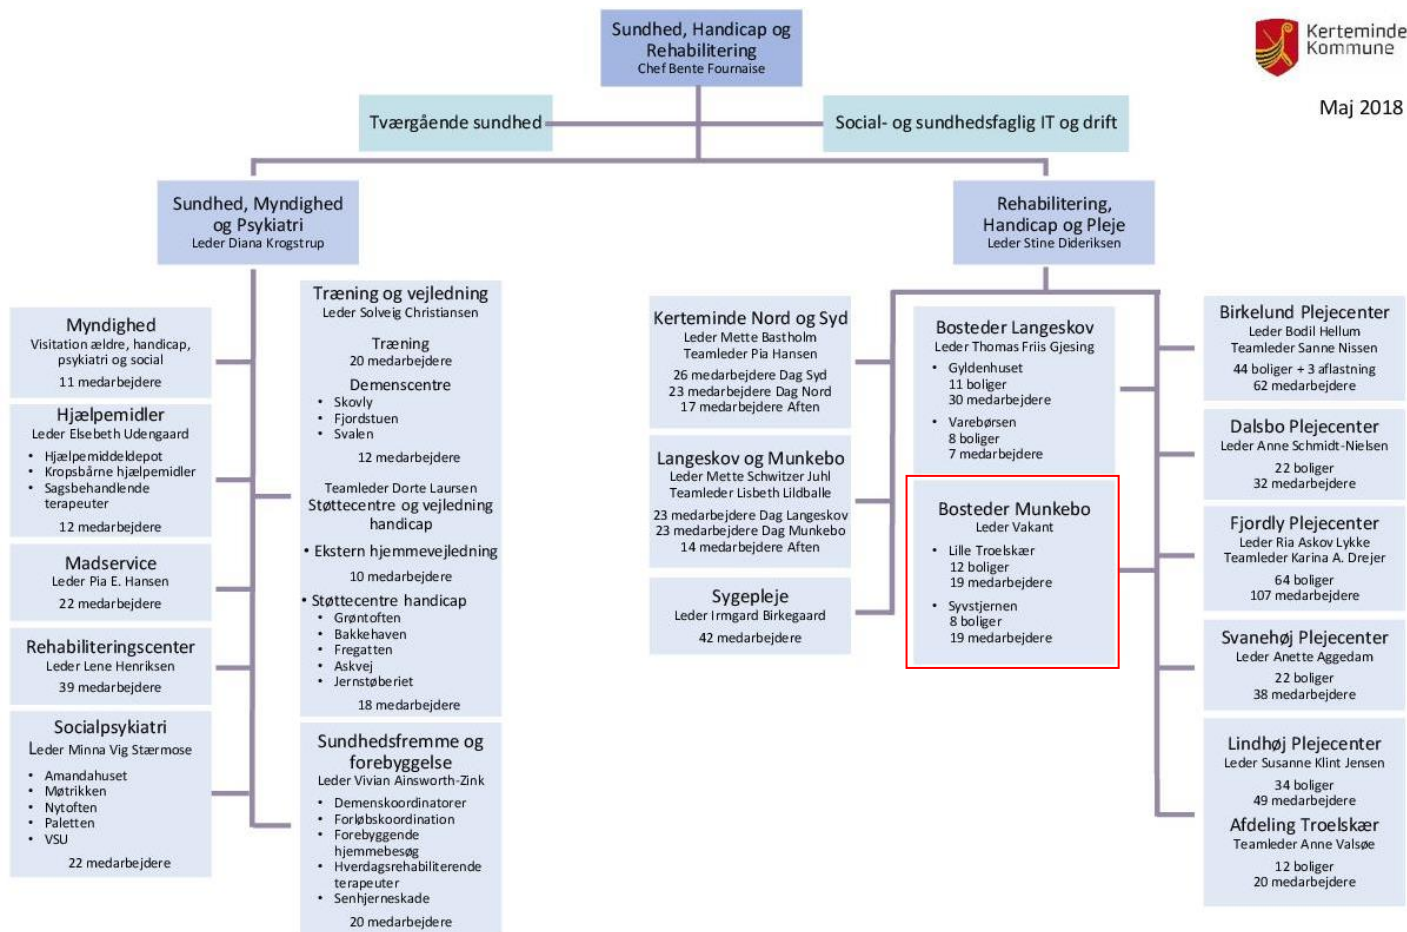 Sundhed, Handicap og
Rehabilitering
Chef Bente Fournaise
Kerteminde
Kommune
Maj 2018
Tværgående sundhed
Social- og sundhedsfaglig IT og drift
Sundhed, Myndighed
og Psykiatri
Leder Diana Krogstrup
Rehabilitering,
Handicap og Pleje
Leder Stine Dideriksen
Myndighed
Visitation ældre, handicap,
psykiatri og social
11 medarbejdere
Hjælpemidler
Leder Elsebeth Udengaard
• Hjælpemiddeldepot
• Kropsbårne hjælpemidler
• Sagsbehandlende
terapeuter
12 medarbejdere
Madservice
Leder Pia E. Hansen
22 medarbejdere
Rehabiliteringscenter
Leder Lene Henriksen
39 medarbejdere
Socialpsykiatri
Leder Minna Vig Stærmose
• Amandahuset
• Møtrikken
• Nytoften
• Paletten
• VSU
22 medarbejdere
Træning og vejledning
Leder Solveig Christiansen
Træning
20 medarbejdere
Demenscentre
• Skovly
• Fjordstuen
• Svalen
12 medarbejdere
Teamleder Dorte Laursen
Støttecentre og vejledning
handicap
• Ekstern hjemmevejledning
10 medarbejdere
• Støttecentre handicap
• Grøntoften
• Bakkehaven
• Fregatten
• Askvej
• Jernstøberiet
18 medarbejdere
Sundhedsfremme og
forebyggelse
Leder Vivian Ainsworth-Zink
• Demenskoordinatorer
• Forløbskoordination
• Forebyggende
hjemmebesøg
• Hverdagsrehabiliterende
terapeuter
• Senhjerneskade
20 medarbejdere
Kerteminde Nord og Syd
Leder Mette Bastholm
Teamleder Pia Hansen
26 medarbejdere Dag Syd
23 medarbejdere Dag Nord
17 medarbejdere Aften
Langeskov og Munkebo
Leder Mette Schwitzer Juhl
Teamleder Lisbeth Lildballe
23 medarbejdere Dag Langeskov
23 medarbejdere Dag Munkebo
14 medarbejdere Aften
Sygepleje
Leder Irmgard Birkegaard
42 medarbejdere
Bosteder Langeskov
Leder Thomas Friis Gjesing
• Gyldenhuset
11 boliger
30 medarbejdere
• Varebørsen
8 boliger
7 medarbejdere
Bosteder Munkebo
Leder Vakant
• Lille Troelskær
12 boliger
19 medarbejdere
• Syvstjernen
8 boliger
19 medarbejdere
Birkelund Plejecenter
Leder Bodil Hellum
Teamleder Sanne Nissen
44 boliger + 3 aflastning
62 medarbejdere
Dalsbo Plejecenter
Leder Anne Schmidt-Nielsen
22 boliger
32 medarbejdere
Fjordly Plejecenter
Leder Ria Askov Lykke
Teamleder Karina A. Drejer
64 boliger
107 medarbejdere
Svanehøj Plejecenter
Leder Anette Aggedam
22 boliger
38 medarbejdere
Lindhøj Plejecenter
Leder Susanne Klint Jensen
34 boliger
49 medarbejdere
Afdeling Troelskær
Teamleder Anne Valsøe
12 boliger
20 medarbejdere